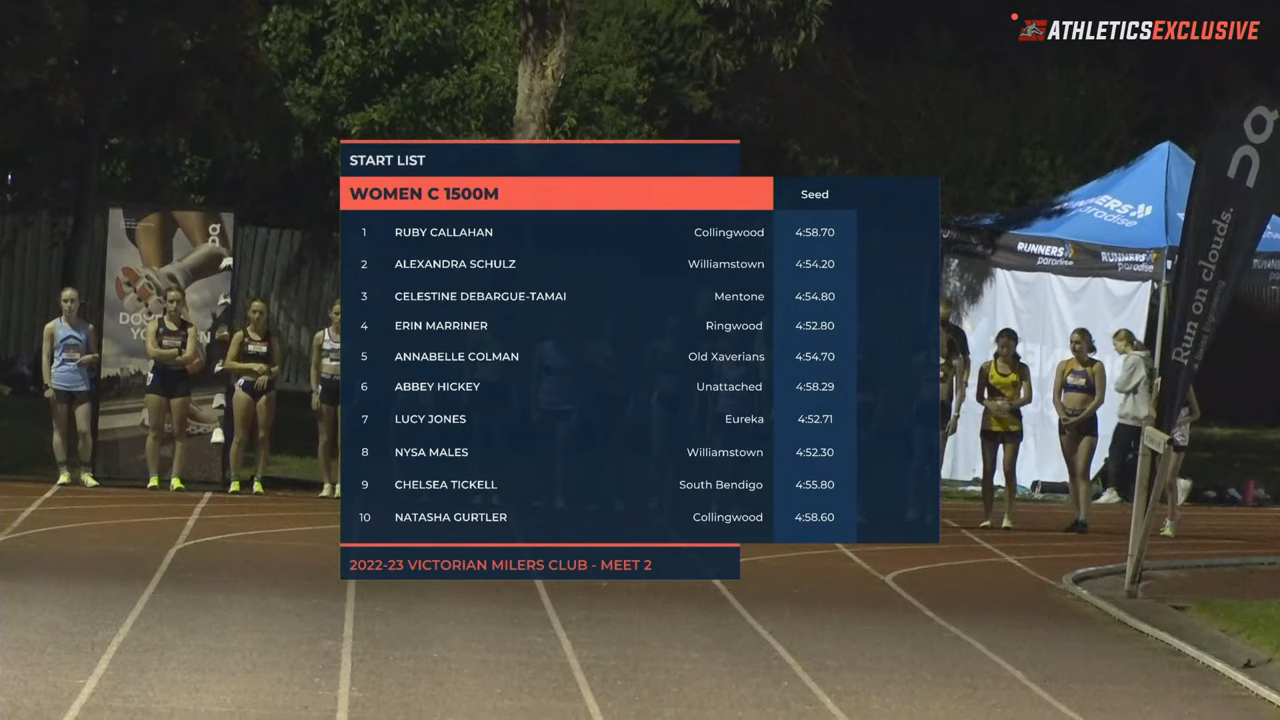 ATHLETICSEXCLUSIVE
START LIST
WOMEN C 1500M Seed
1 RUBY CALLAHAN Collingwood 4:58.70
2 ALEXANDRA SCHULZ Williamstown 4:54.20
3 CELESTINE DEBARGUE-TAMAI Mentone 4:54.80
4 ERIN MARRINER Ringwood 4:52.80
5 ANNABELLE COLMAN Old Xaverians 4:54.70
6 ABBEY HICKEY Unattached 4:58.29
7 LUCY JONES Eureka 4:52.71
8 NYSA MALES Williamstown 4:52.30
9 CHELSEA TICKELL South Bendigo 4:55.80
10 NATASHA GURTLER Collingwood 4:58.60
2022-23 VICTORIAN MILERS CLUB - MEET 2
RUNNERS
paradise
RUNNERS
paradise
RUNNERS
paradise
Run on clouds.